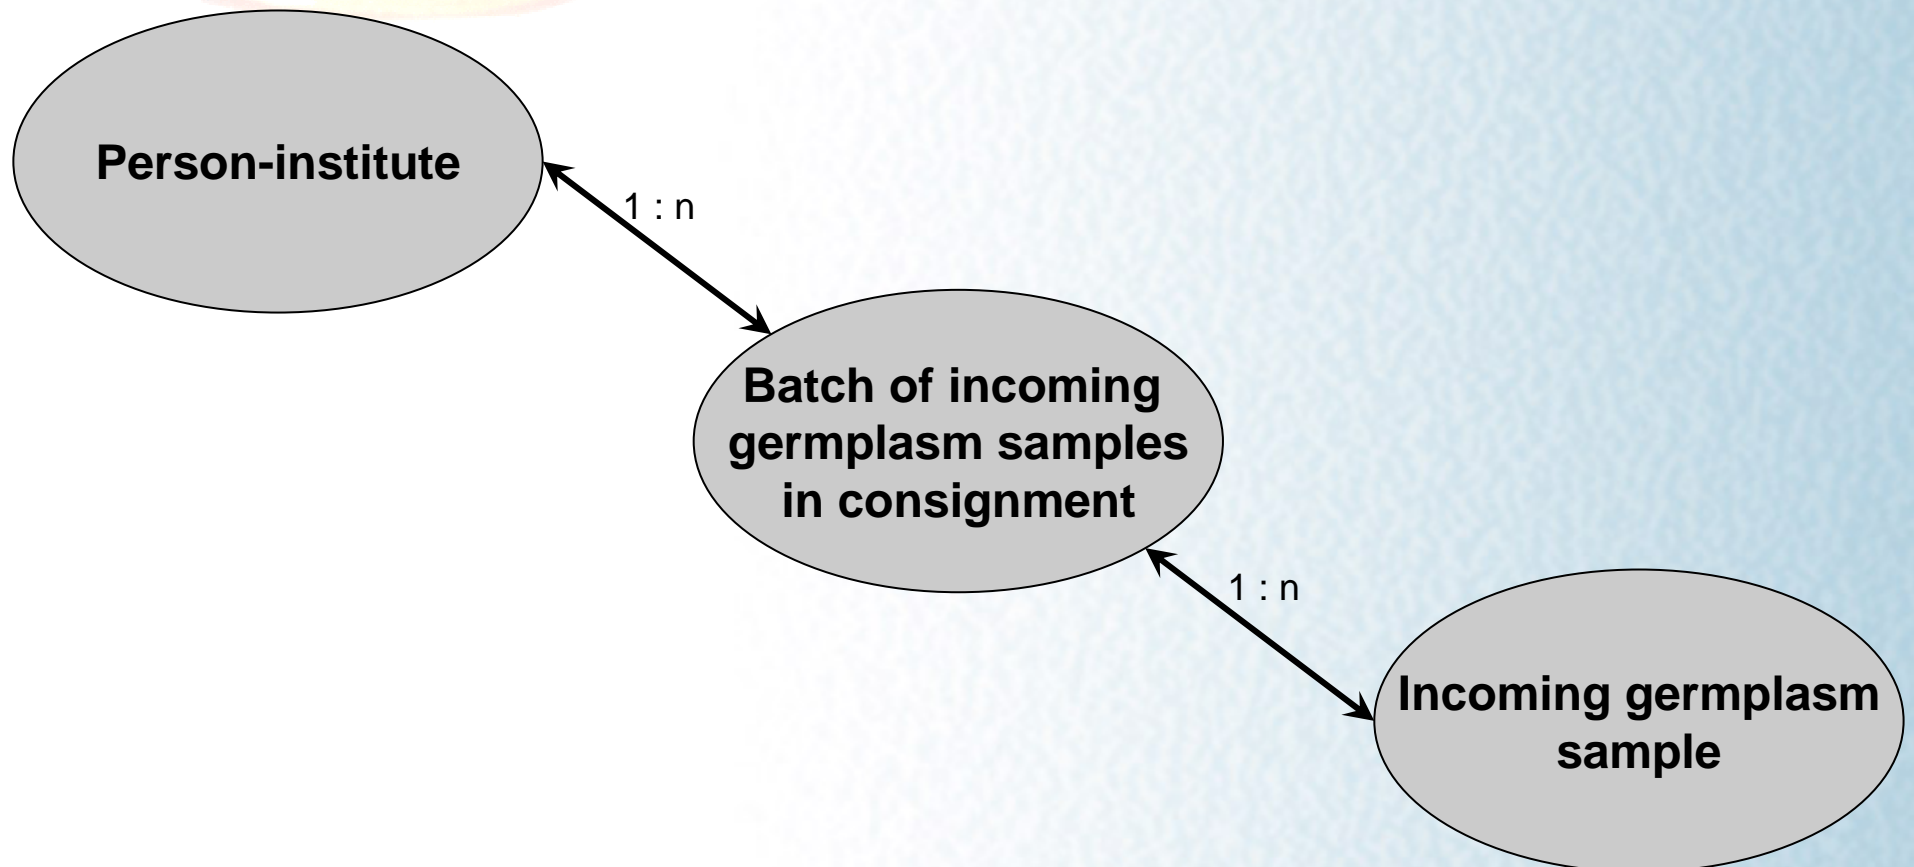 Person-institute
1 : n
Batch of incoming
germplasm samples
in consignment
1 : n
Incoming germplasm
sample